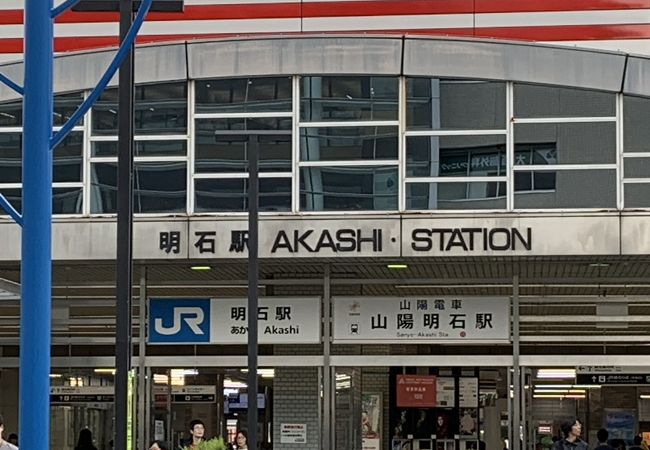 明石駅 AKASHI・STATION
JR
明石駅
あかし Akashi
山陽電車
山陽明石駅
Sanyo-Akashi Sta.